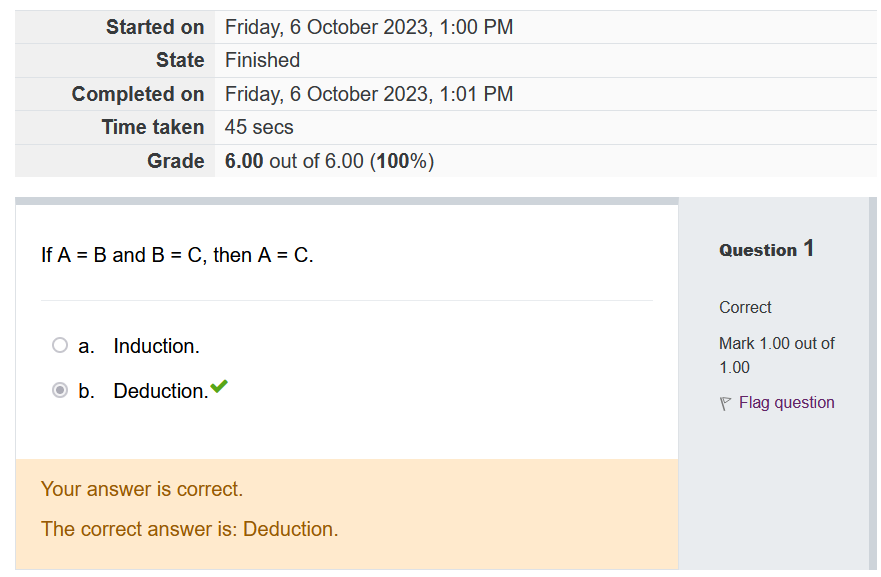 Started on Friday, 6 October 2023, 1:00 PM
State Finished
Completed on Friday, 6 October 2023, 1:01 PM
Time taken 45 secs
Grade 6.00 out of 6.00 (100%)
If A = B and B = C, then A = C.
a. Induction.
b. Deduction.
Your answer is correct.
The correct answer is: Deduction.
Question 1
Correct
Mark 1.00 out of
1.00
Flag question